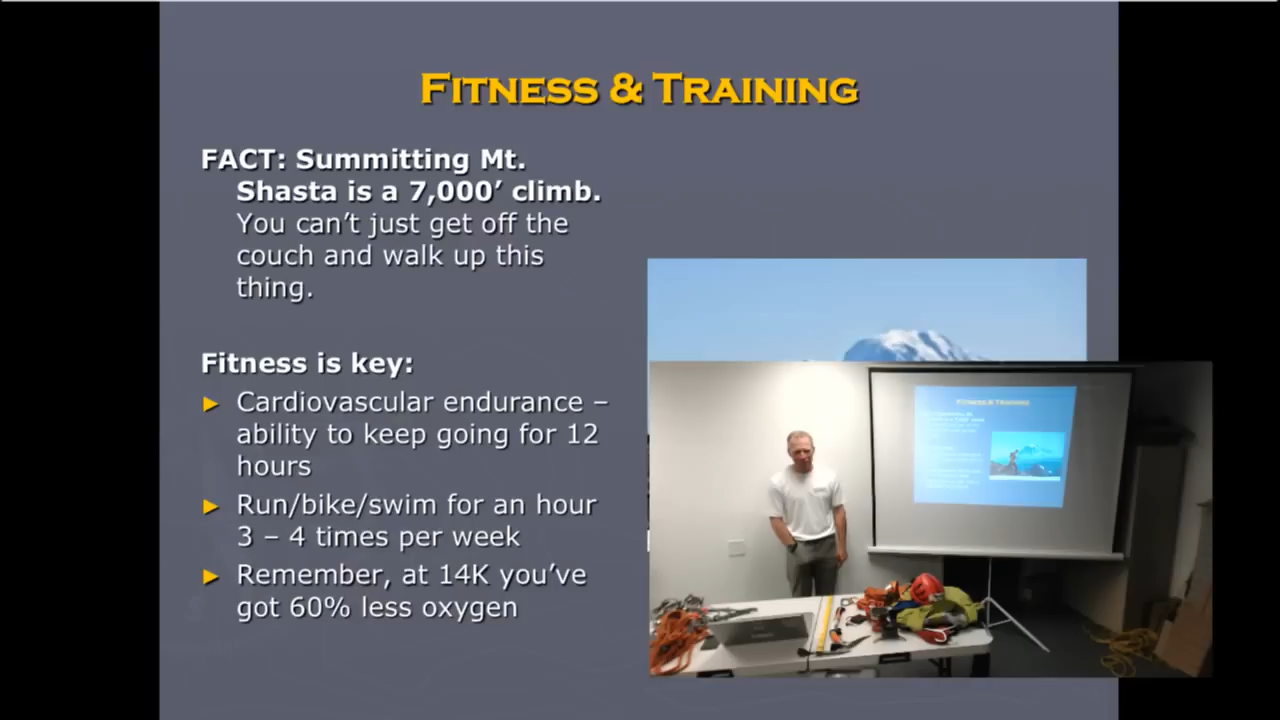 FITNESS & TRAINING
FACT: Summitting Mt.
Shasta is a 7,000’ climb.
You can’t just get off the
couch and walk up this
thing.
Fitness is key:
► Cardiovascular endurance –
ability to keep going for 12
hours
► Run/bike/swim for an hour
3 – 4 times per week
► Remember, at 14K you’ve
got 60% less oxygen
FITNESS & TRAINING